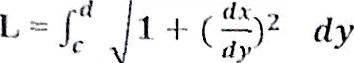 L = ∫_c^d √(1 + (dx/dy)²) dy